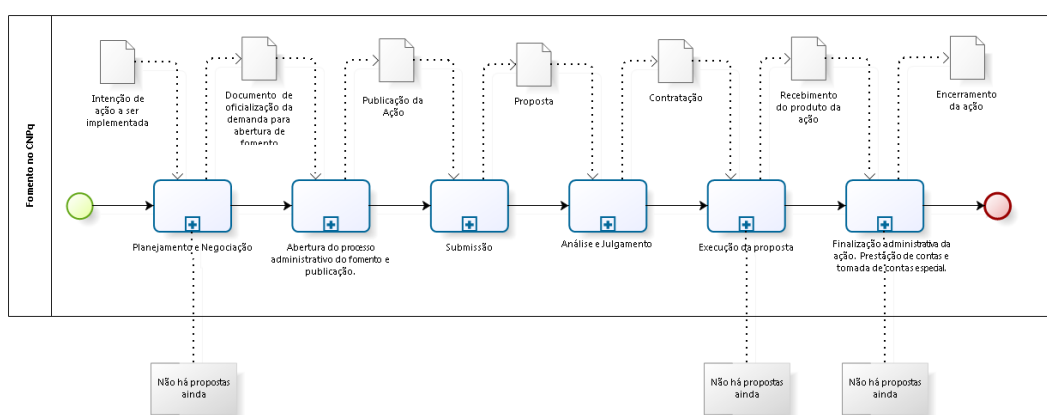 Fomento no CNPq
Intenção de
ação a ser
implementada
Documento de
oficialização da
demanda para
abertura de
fomento
Publicação da
Ação
Proposta
Contratação
Recebimento
do produto da
ação
Encerramento
da ação
Planejamento e Negociação
Abertura do processo
administrativo do fomento e
publicação.
Submissão
Análise e Julgamento
Execução da proposta
Finalização administrativa da
ação. Prestação de contas e
tomada de contas especial.
Não há propostas
ainda
Não há propostas
ainda
Não há propostas
ainda